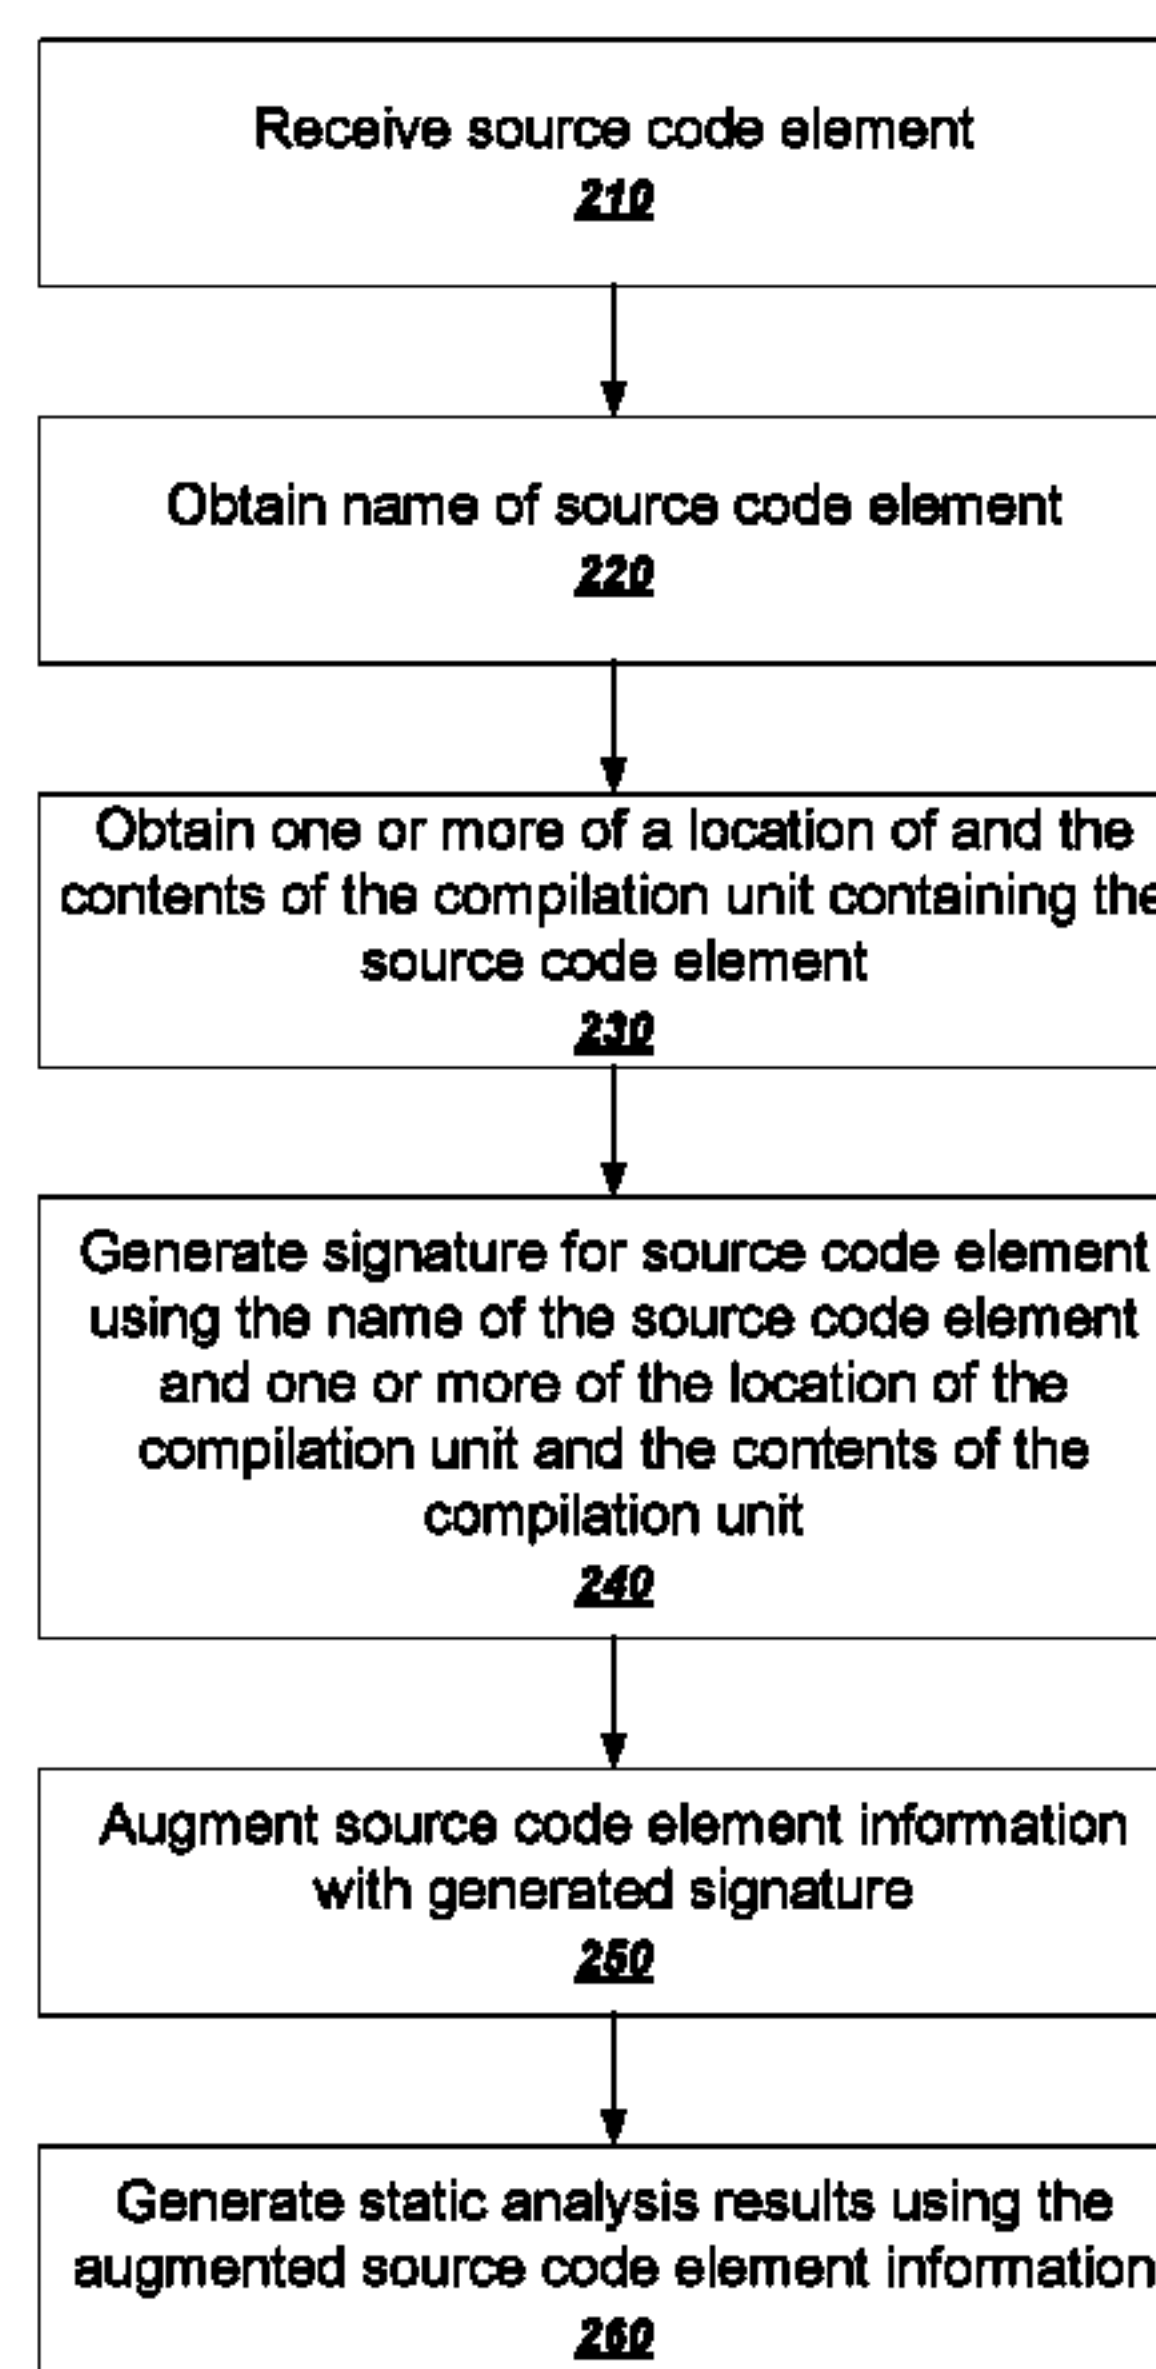 Receive source code element
210
Obtain name of source code element
220
Obtain one or more of a location of and the
contents of the compilation unit containing the
source code element
230
Generate signature for source code element
using the name of the source code element
and one or more of the location of the
compilation unit and the contents of the
compilation unit
240
Augment source code element information
with generated signature
250
Generate static analysis results using the
augmented source code element information
260